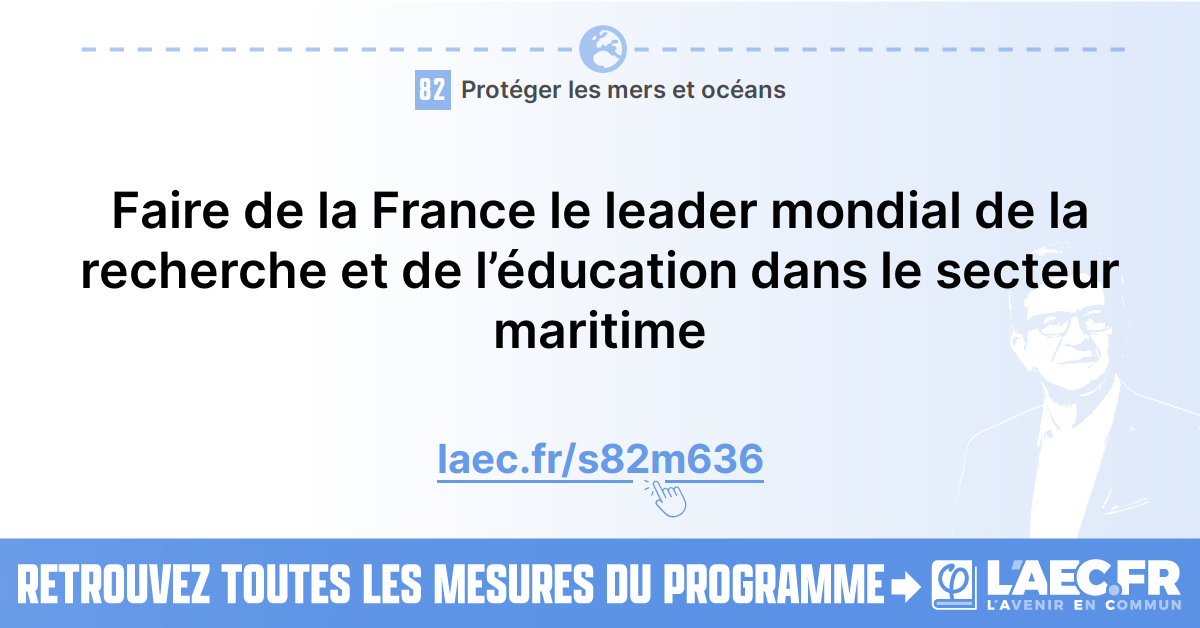 82 Protéger les mers et océans
Faire de la France le leader mondial de la
recherche et de l’éducation dans le secteur
maritime
laec.fr/s82m636
RETROUVEZ TOUTES LES MESURES DU PROGRAMME
L'AEC.FR
L'AVENIR EN COMMUN